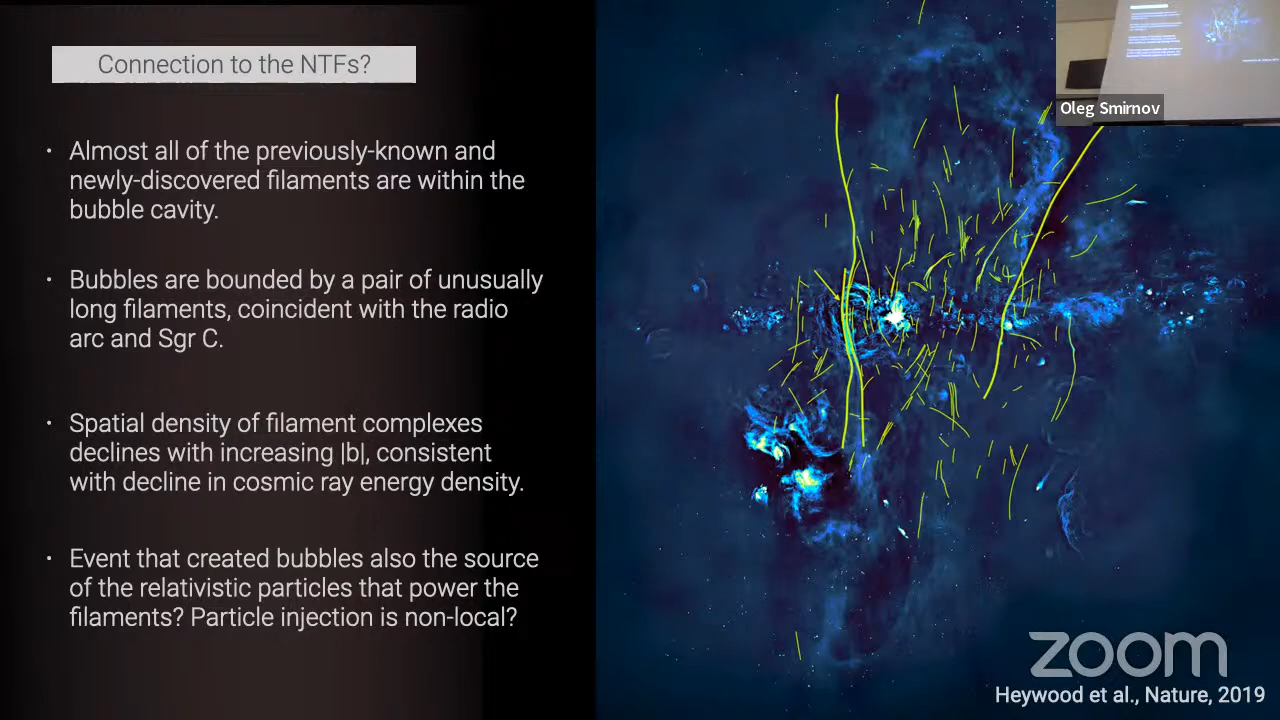 Connection to the NTFs?
• Almost all of the previously-known and
newly-discovered filaments are within the
bubble cavity.
• Bubbles are bounded by a pair of unusually
long filaments, coincident with the radio
arc and Sgr C.
• Spatial density of filament complexes
declines with increasing |b|, consistent
with decline in cosmic ray energy density.
• Event that created bubbles also the source
of the relativistic particles that power the
filaments? Particle injection is non-local?
Oleg Smirnov
zoom
Heywood et al., Nature, 2019